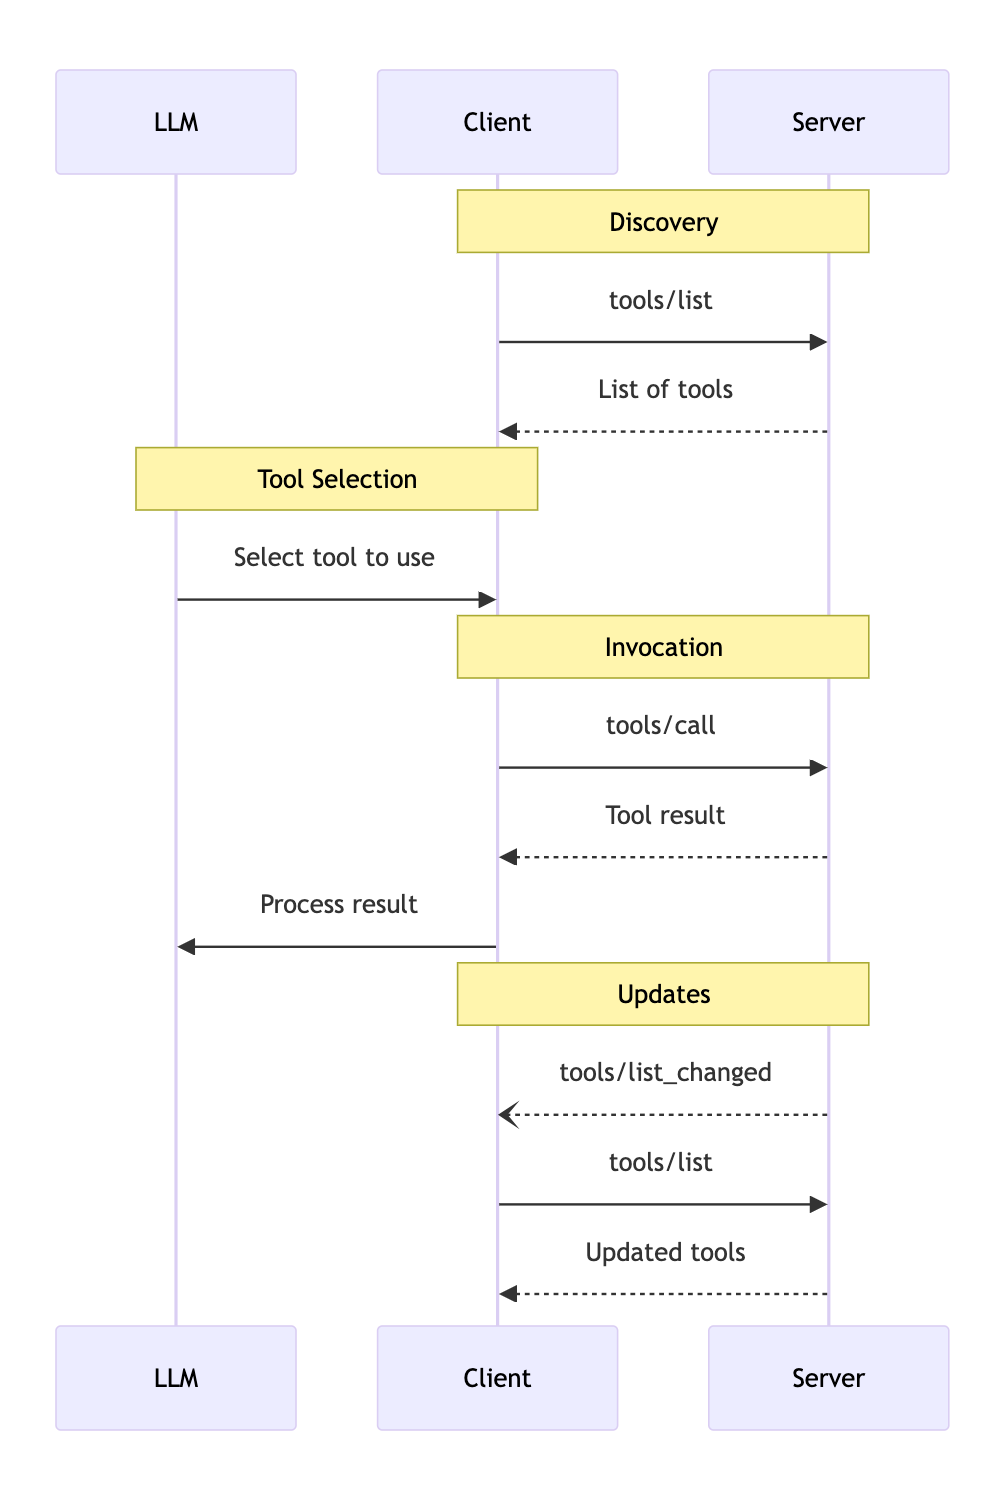 LLM
Client
Server
Discovery
tools/list
List of tools
Tool Selection
Select tool to use
Invocation
tools/call
Tool result
Process result
Updates
tools/list_changed
tools/list
Updated tools
LLM
Client
Server